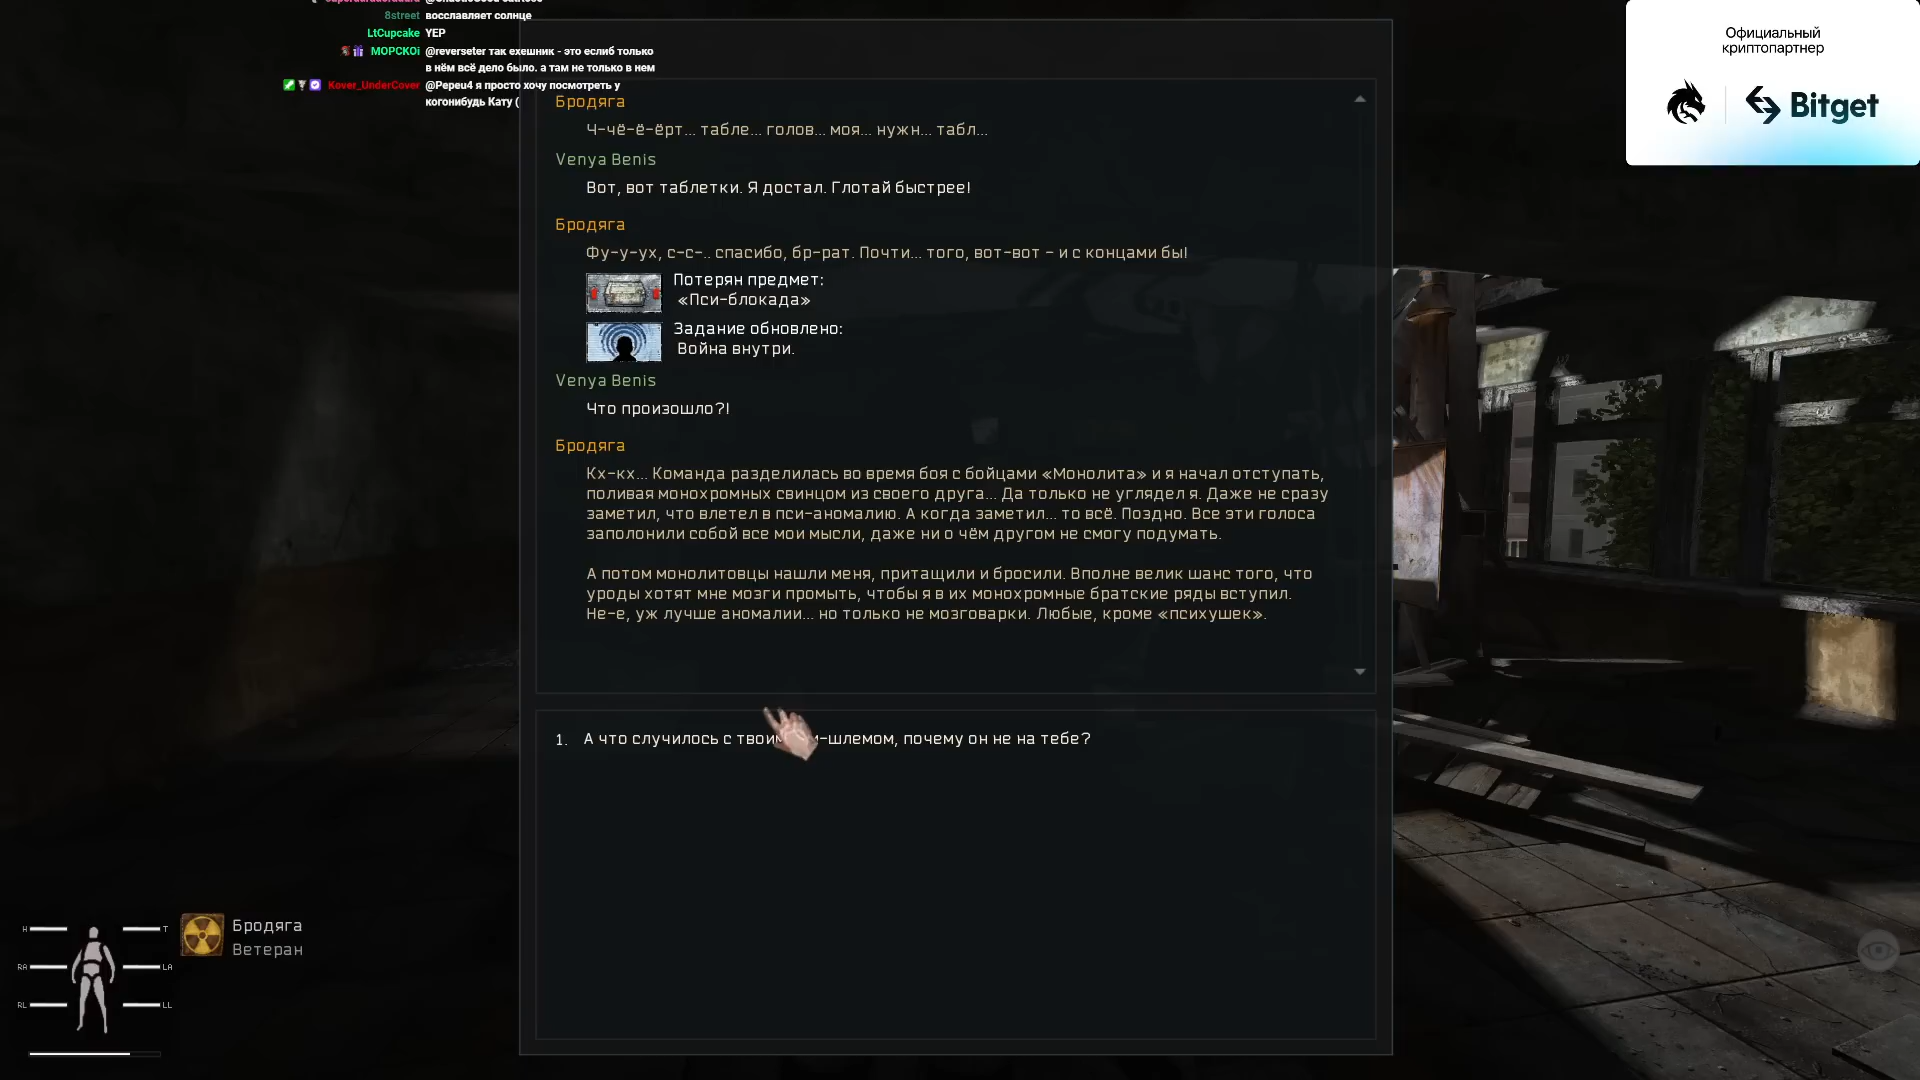 8street восславляет солнце
LtCupcake YEP
MOPCKOi @reverseter так ехешник - это еслиб только
в нём всё дело было. а там не только в нем
Kover_UnderCover @Pepeu4 я просто хочу посмотреть у
когонибудь Кату (
Официальный
криптопартнер
Bitget
Бродяга
Ч-чё-ё-ёрт... табле... голов... моя... нужн... табл...
Venya Benis
Вот, вот таблетки. Я достал. Глотай быстрее!
Бродяга
Фу-у-ух, с-с-.. спасибо, бр-рат. Почти... того, вот-вот - и с концами бы!
Потерян предмет:
«Пси-блокада»
Задание обновлено:
Война внутри.
Venya Benis
Что произошло?!
Бродяга
Кх-кх... Команда разделилась во время боя с бойцами «Монолита» и я начал отступать,
поливая монохромных свинцом из своего друга... Да только не углядел я. Даже не сразу
заметил, что влетел в пси-аномалию. А когда заметил... то всё. Поздно. Все эти голоса
заполонили собой все мои мысли, даже ни о чём другом не смогу подумать.
А потом монолитовцы нашли меня, притащили и бросили. Вполне велик шанс того, что
уроды хотят мне мозги промыть, чтобы я в их монохромные братские ряды вступил.
Не-е, уж лучше аномалии... но только не мозговарки. Любые, кроме «психушек».
1. А что случилось с твоим -шлемом, почему он не на тебе?
Бродяга
Ветеран
H T
RA LA
RL LL